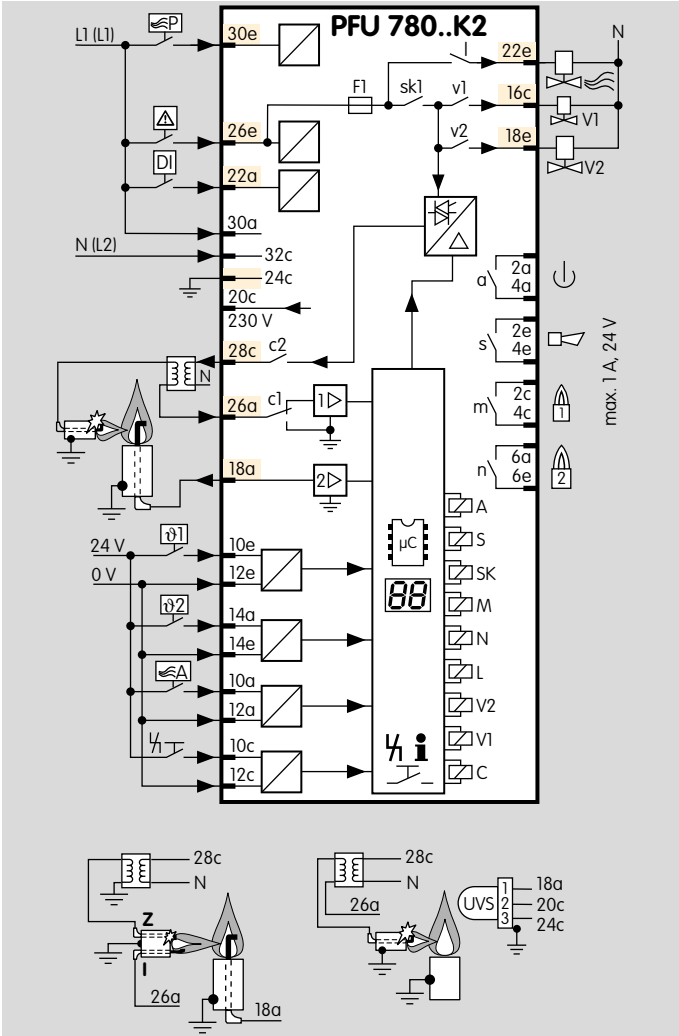 PFU 780..K2
L1 (L1)
P
30e
l
22e
N
F1
sk1
v1
16c
V1
26e
v2
18e
V2
DI
22a
30a
N (L2)
32c
24c
20c
230 V
a
2a
4a
s
2e
4e
max. 1 A, 24 V
28c
c2
N
26a
c1
1
m
2c
4c
1
18a
2
n
6a
6e
2
24 V
ϑ1
10e
0 V
12e
ϑ2
14a
14e
A
10a
12a
10c
12c
µC
88
i
A
S
SK
M
N
L
V2
V1
C
28c
N
Z
I
26a
18a
28c
N
26a
UVS
1
2
3
18a
20c
24c